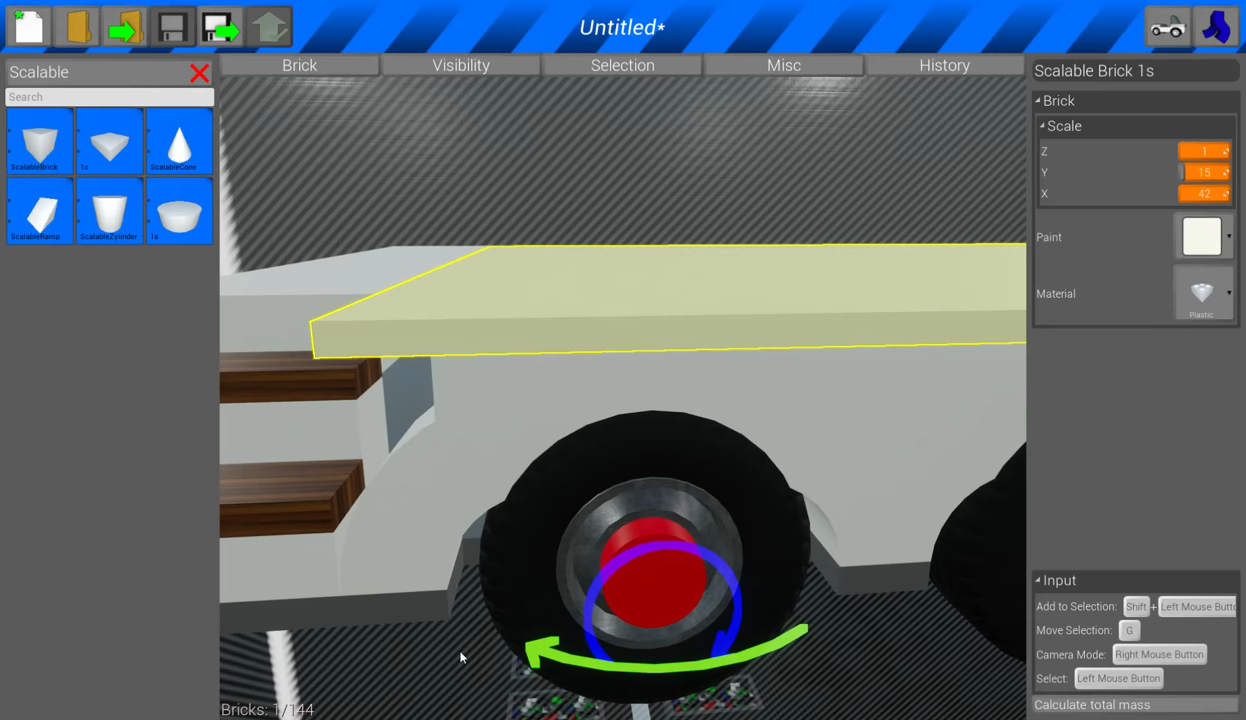 Untitled*
Scalable
Search
ScalableBrick
1s
ScalableCone
ScalableRamp
ScalableZylinder
1s
Brick
Visibility
Selection
Misc
History
Bricks: 1/144
Scalable Brick 1s
Brick
Scale
Z 1
Y 15
X 42
Paint
Material
Plastic
Input
Add to Selection: Shift + Left Mouse Butto
Move Selection: G
Camera Mode: Right Mouse Button
Select: Left Mouse Button
Calculate total mass